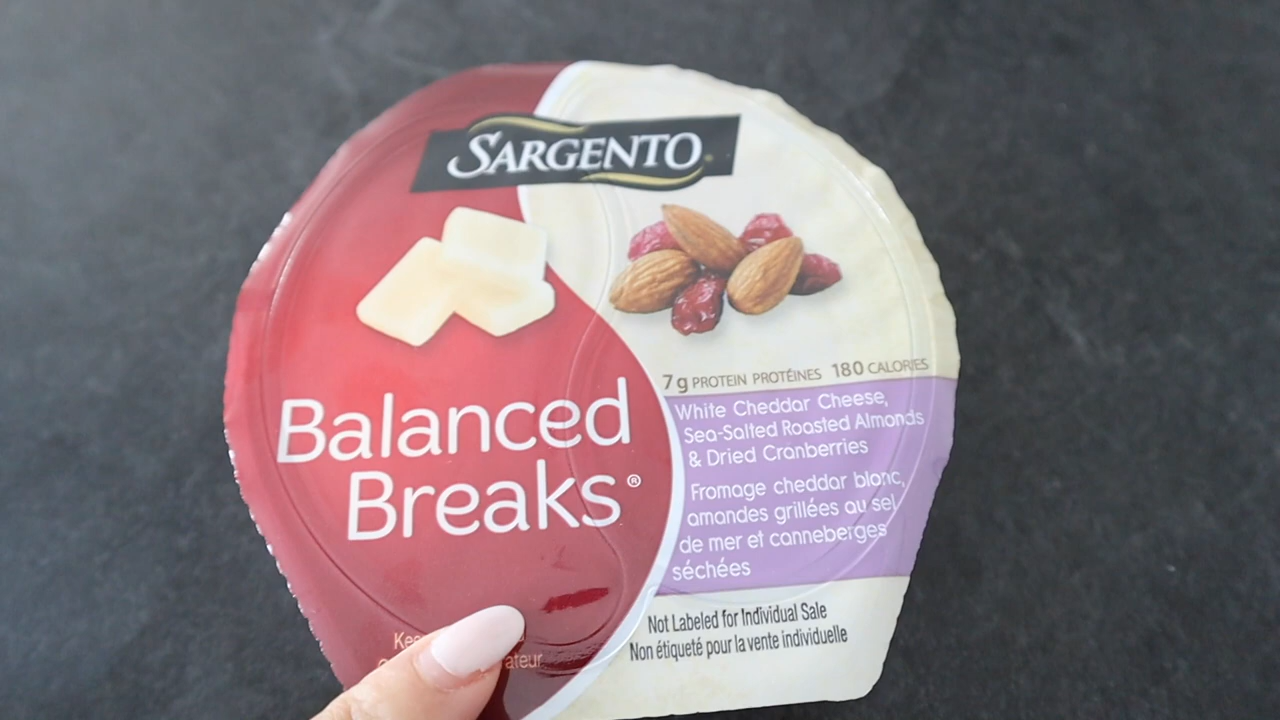 SARGENTO
Balanced
Breaks®
7g PROTEIN PROTÉINES 180 CALORIES
White Cheddar Cheese,
Sea-Salted Roasted Almonds
& Dried Cranberries
Fromage cheddar blanc,
amandes grillées au sel
de mer et canneberges
séchées
Not Labeled for Individual Sale
Non étiqueté pour la vente individuelle